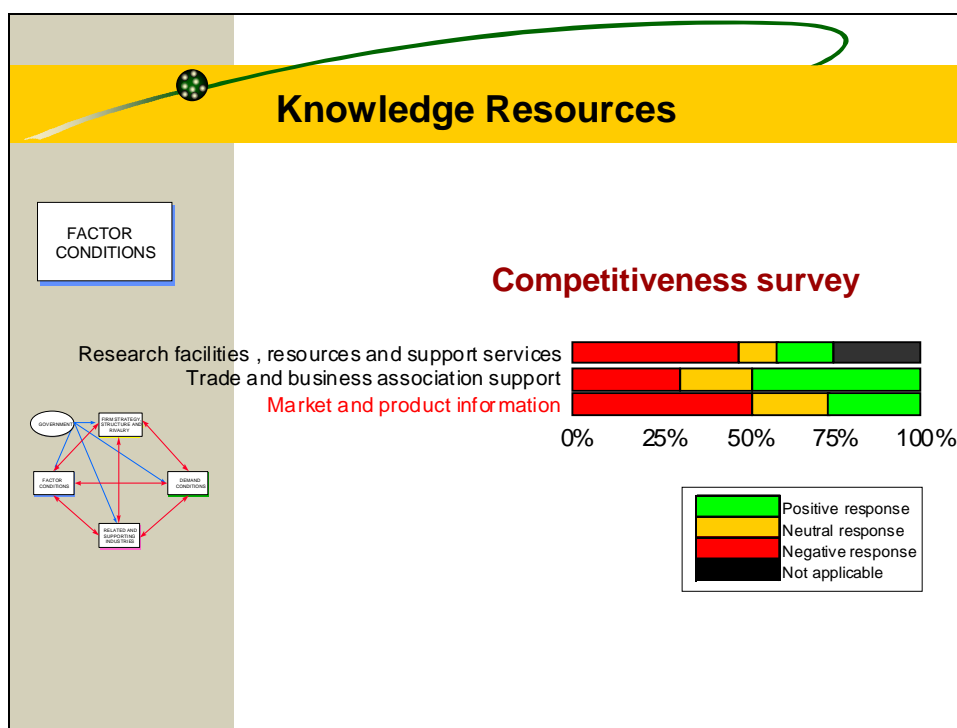 Knowledge Resources
FACTOR
CONDITIONS
Competitiveness survey
Research facilities , resources and support services
Trade and business association support
Market and product information
0% 25% 50% 75% 100%
GOVERNMENT
FIRM STRATEGY
STRUCTURE AND
RIVALRY
FACTOR
CONDITIONS
DEMAND
CONDITIONS
RELATED AND
SUPPORTING
INDUSTRIES
Positive response
Neutral response
Negative response
Not applicable